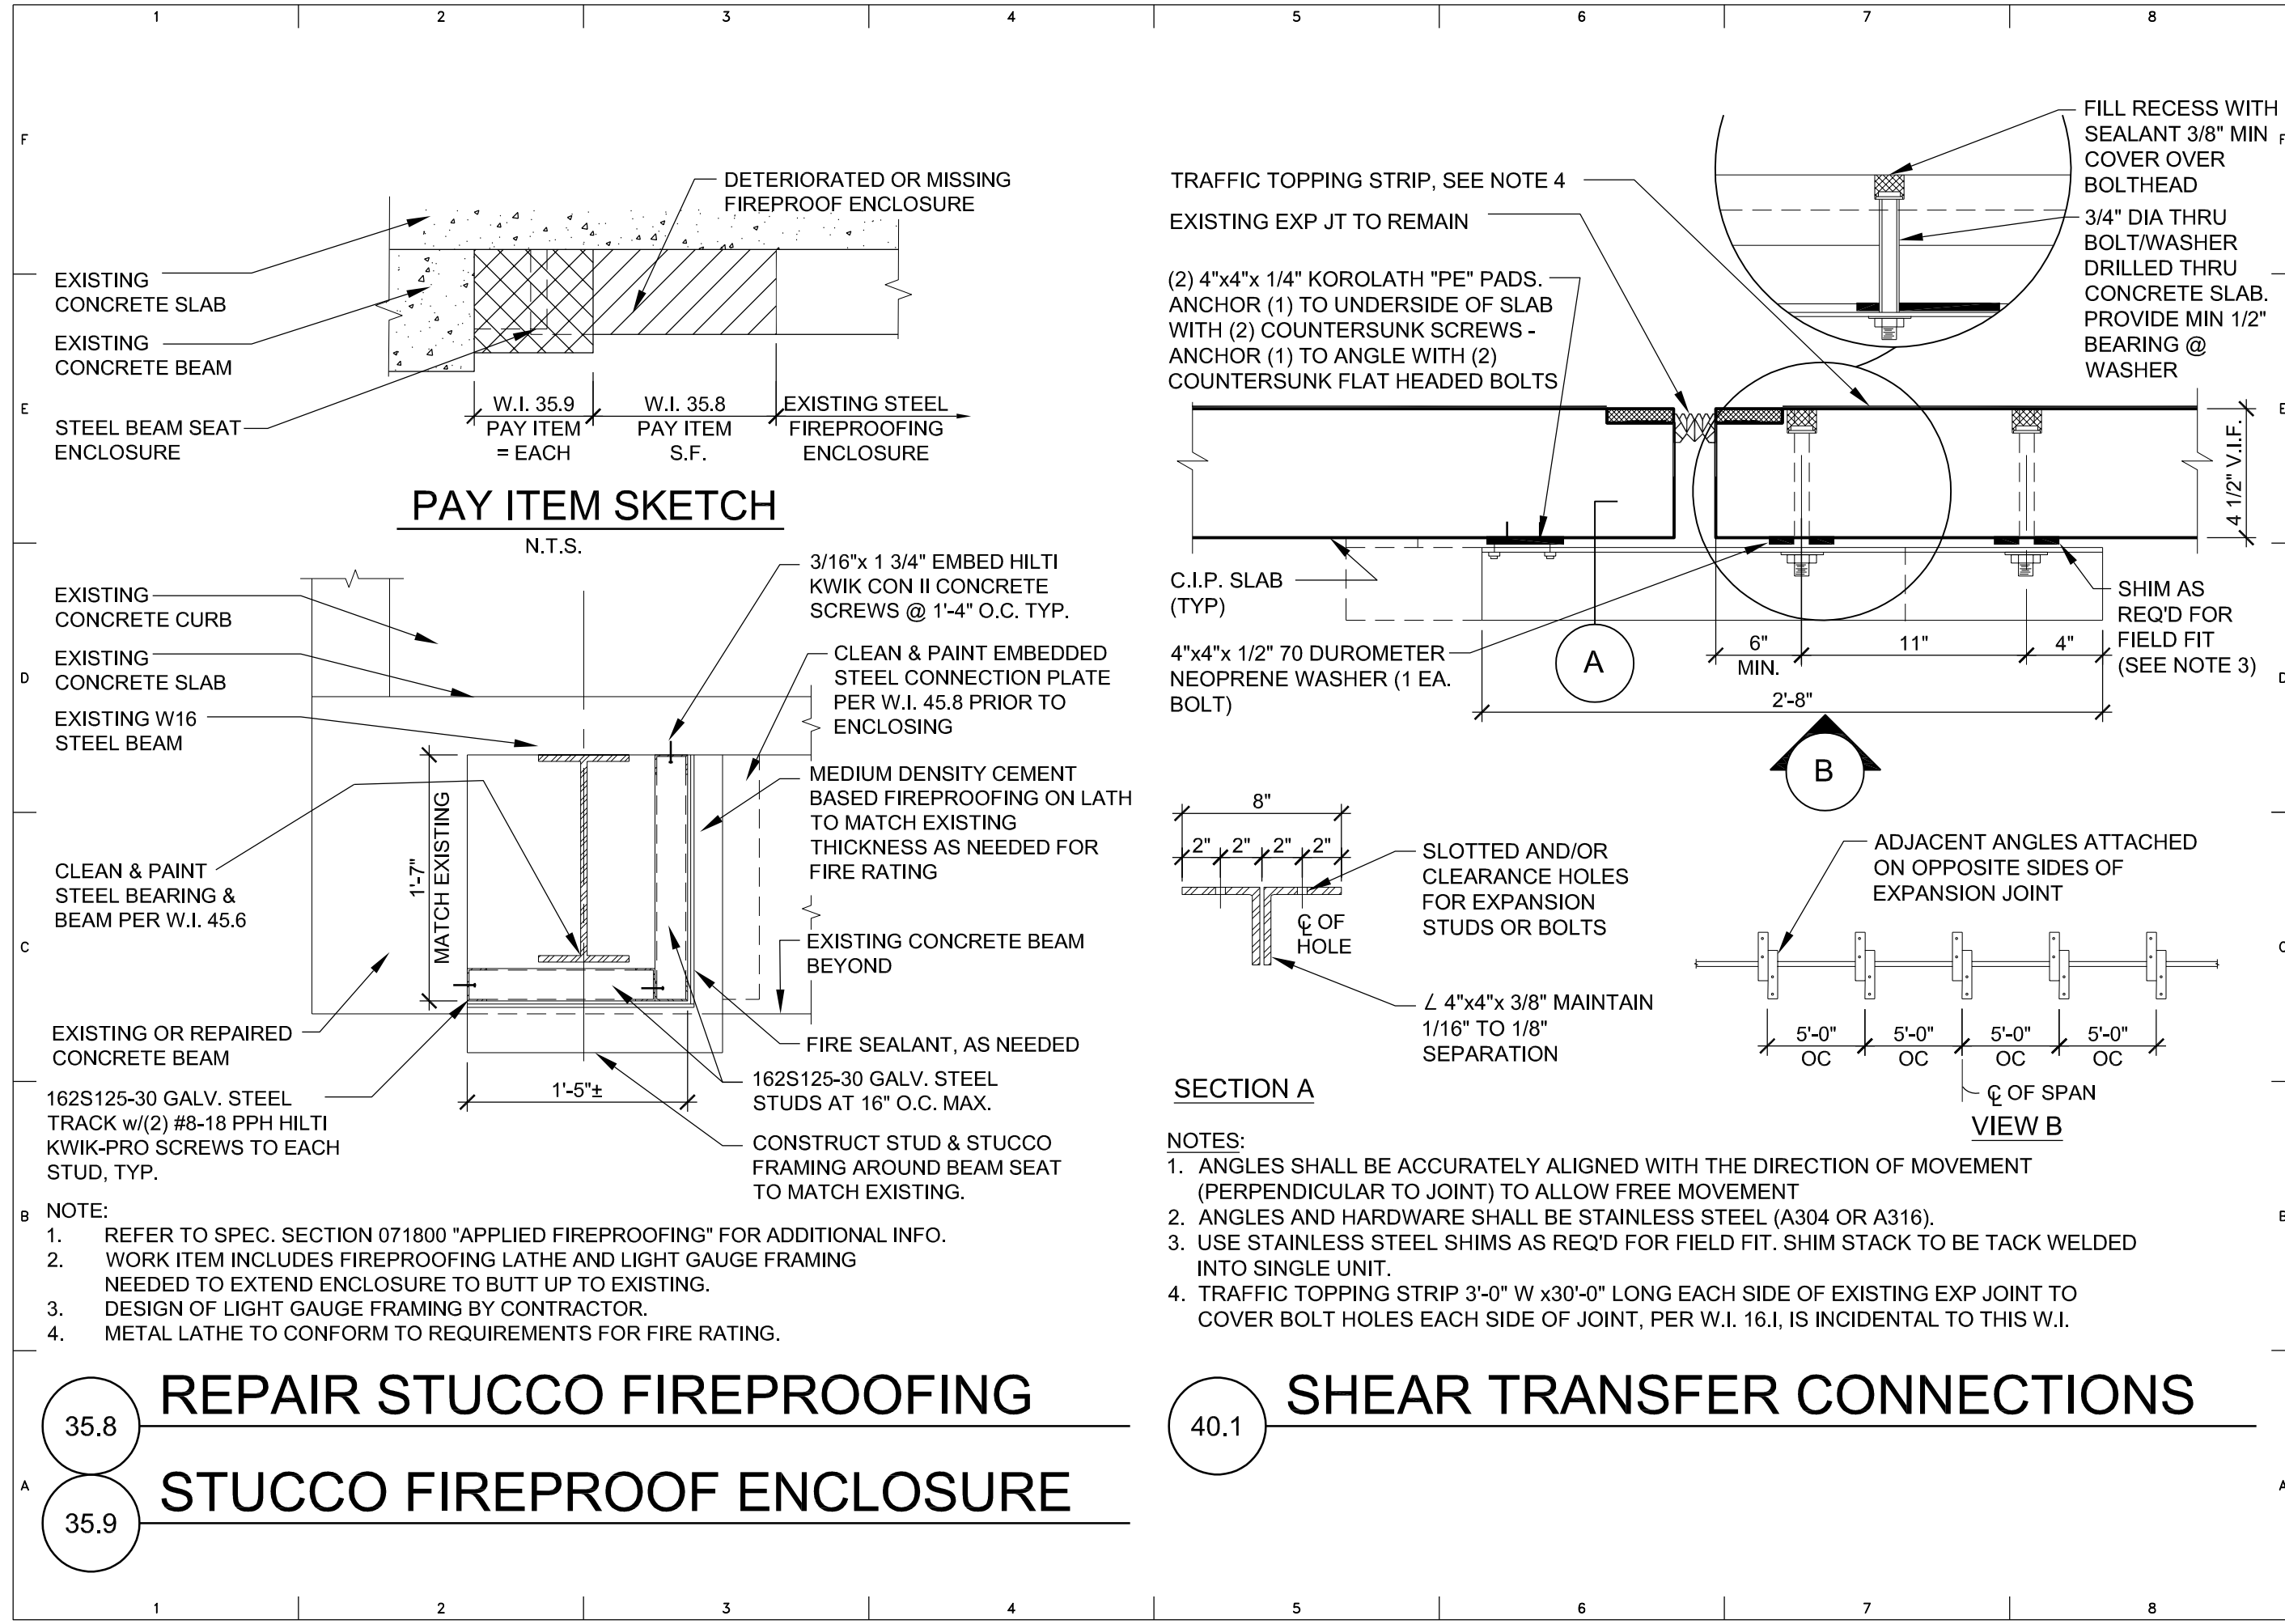 1 2 3 4 5 6 7 8
F
E
D
C
B
A
DETERIORATED OR MISSING
FIREPROOF ENCLOSURE
EXISTING
CONCRETE SLAB
EXISTING
CONCRETE BEAM
STEEL BEAM SEAT
ENCLOSURE
W.I. 35.9
PAY ITEM
= EACH
W.I. 35.8
PAY ITEM
S.F.
EXISTING STEEL
FIREPROOFING
ENCLOSURE
PAY ITEM SKETCH
N.T.S.
EXISTING
CONCRETE CURB
EXISTING
CONCRETE SLAB
EXISTING W16
STEEL BEAM
CLEAN & PAINT
STEEL BEARING &
BEAM PER W.I. 45.6
EXISTING OR REPAIRED
CONCRETE BEAM
162S125-30 GALV. STEEL
TRACK w/(2) #8-18 PPH HILTI
KWIK-PRO SCREWS TO EACH
STUD, TYP.
1'-7"
MATCH EXISTING
1'-5"±
3/16"x 1 3/4" EMBED HILTI
KWIK CON II CONCRETE
SCREWS @ 1'-4" O.C. TYP.
CLEAN & PAINT EMBEDDED
STEEL CONNECTION PLATE
PER W.I. 45.8 PRIOR TO
ENCLOSING
MEDIUM DENSITY CEMENT
BASED FIREPROOFING ON LATH
TO MATCH EXISTING
THICKNESS AS NEEDED FOR
FIRE RATING
EXISTING CONCRETE BEAM
BEYOND
FIRE SEALANT, AS NEEDED
162S125-30 GALV. STEEL
STUDS AT 16" O.C. MAX.
CONSTRUCT STUD & STUCCO
FRAMING AROUND BEAM SEAT
TO MATCH EXISTING.
NOTE:
1. REFER TO SPEC. SECTION 071800 "APPLIED FIREPROOFING" FOR ADDITIONAL INFO.
2. WORK ITEM INCLUDES FIREPROOFING LATHE AND LIGHT GAUGE FRAMING
NEEDED TO EXTEND ENCLOSURE TO BUTT UP TO EXISTING.
3. DESIGN OF LIGHT GAUGE FRAMING BY CONTRACTOR.
4. METAL LATHE TO CONFORM TO REQUIREMENTS FOR FIRE RATING.
35.8
REPAIR STUCCO FIREPROOFING
35.9
STUCCO FIREPROOF ENCLOSURE
TRAFFIC TOPPING STRIP, SEE NOTE 4
EXISTING EXP JT TO REMAIN
(2) 4"x4"x 1/4" KOROLATH "PE" PADS.
ANCHOR (1) TO UNDERSIDE OF SLAB
WITH (2) COUNTERSUNK SCREWS -
ANCHOR (1) TO ANGLE WITH (2)
COUNTERSUNK FLAT HEADED BOLTS
FILL RECESS WITH
SEALANT 3/8" MIN
COVER OVER
BOLTHEAD
3/4" DIA THRU
BOLT/WASHER
DRILLED THRU
CONCRETE SLAB.
PROVIDE MIN 1/2"
BEARING @
WASHER
4 1/2" V.I.F.
C.I.P. SLAB
(TYP)
4"x4"x 1/2" 70 DUROMETER
NEOPRENE WASHER (1 EA.
BOLT)
A
SHIM AS
REQ'D FOR
FIELD FIT
(SEE NOTE 3)
6"
MIN.
11"
4"
2'-8"
B
8"
2" 2" 2" 2"
SLOTTED AND/OR
CLEARANCE HOLES
FOR EXPANSION
STUDS OR BOLTS
℄ OF
HOLE
∠ 4"x4"x 3/8" MAINTAIN
1/16" TO 1/8"
SEPARATION
SECTION A
ADJACENT ANGLES ATTACHED
ON OPPOSITE SIDES OF
EXPANSION JOINT
5'-0" 5'-0" 5'-0" 5'-0"
OC OC OC OC
℄ OF SPAN
VIEW B
NOTES:
1. ANGLES SHALL BE ACCURATELY ALIGNED WITH THE DIRECTION OF MOVEMENT
(PERPENDICULAR TO JOINT) TO ALLOW FREE MOVEMENT
2. ANGLES AND HARDWARE SHALL BE STAINLESS STEEL (A304 OR A316).
3. USE STAINLESS STEEL SHIMS AS REQ'D FOR FIELD FIT. SHIM STACK TO BE TACK WELDED
INTO SINGLE UNIT.
4. TRAFFIC TOPPING STRIP 3'-0" W x30'-0" LONG EACH SIDE OF EXISTING EXP JOINT TO
COVER BOLT HOLES EACH SIDE OF JOINT, PER W.I. 16.I, IS INCIDENTAL TO THIS W.I.
40.1
SHEAR TRANSFER CONNECTIONS
F
E
D
C
B
A
1 2 3 4 5 6 7 8